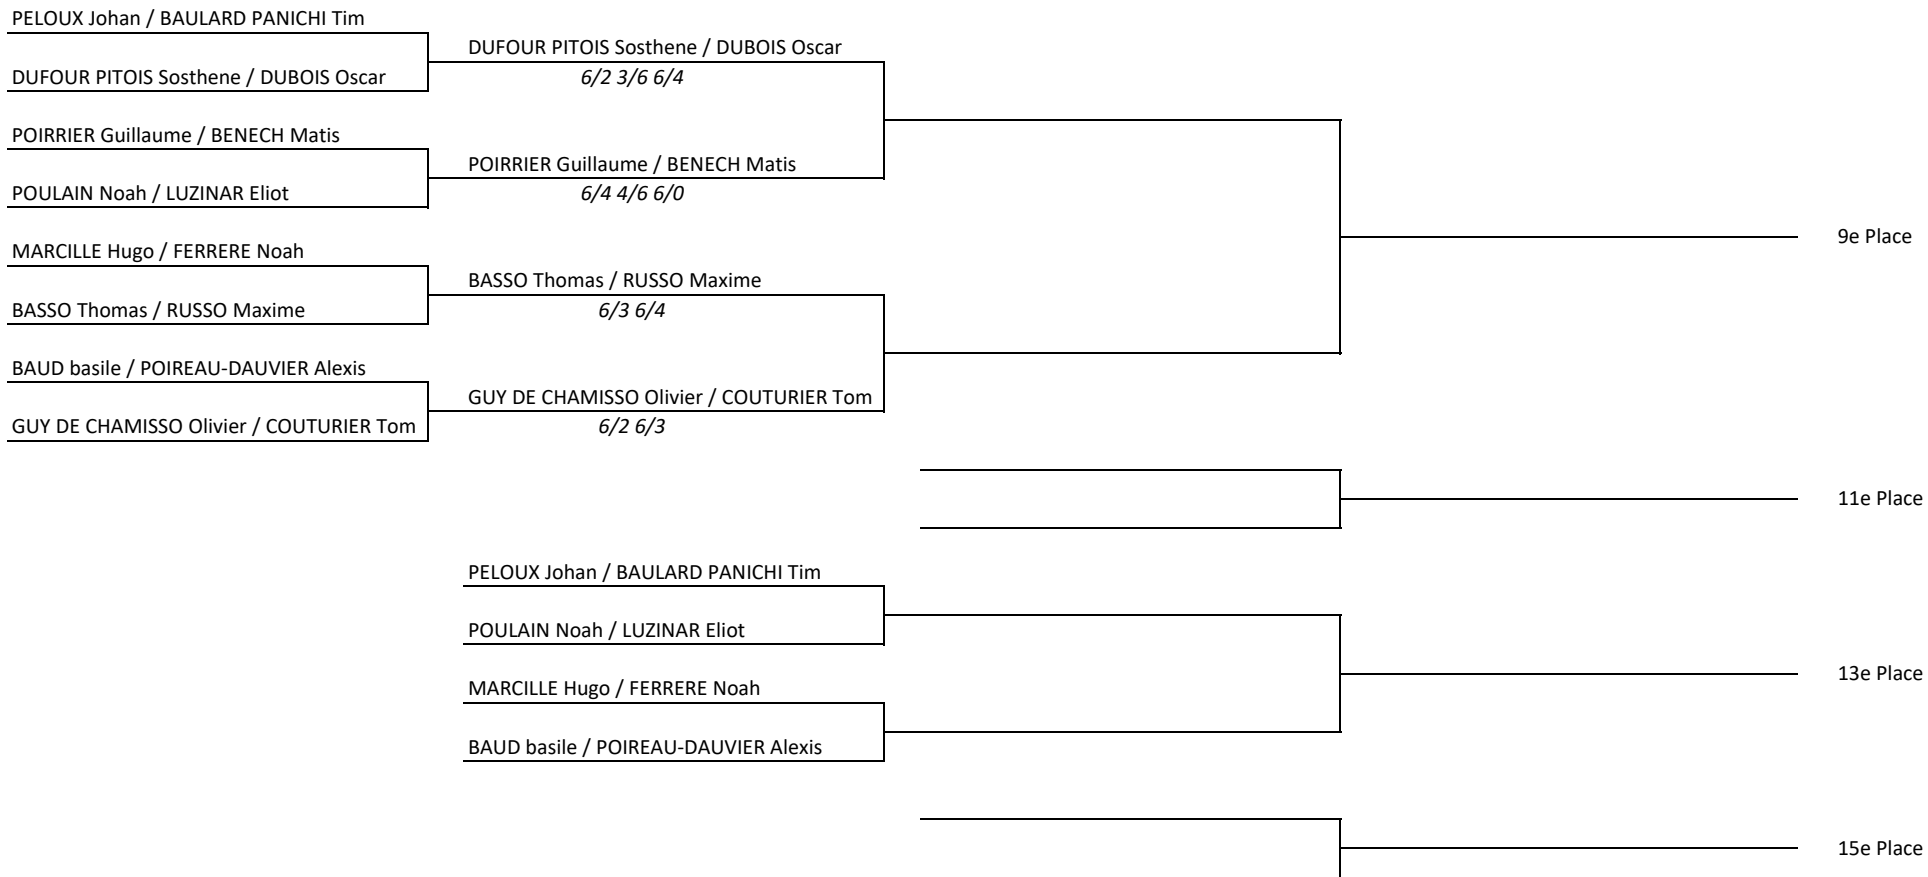 PELOUX Johan / BAULARD PANICHI Tim
DUFOUR PITOIS Sosthene / DUBOIS Oscar
DUFOUR PITOIS Sosthene / DUBOIS Oscar
6/2 3/6 6/4
POIRRIER Guillaume / BENECH Matis
POIRRIER Guillaume / BENECH Matis
POULAIN Noah / LUZINAR Eliot
6/4 4/6 6/0
9e Place
MARCILLE Hugo / FERRERE Noah
BASSO Thomas / RUSSO Maxime
BASSO Thomas / RUSSO Maxime
6/3 6/4
BAUD basile / POIREAU-DAUVIER Alexis
GUY DE CHAMISSO Olivier / COUTURIER Tom
GUY DE CHAMISSO Olivier / COUTURIER Tom
6/2 6/3
11e Place
PELOUX Johan / BAULARD PANICHI Tim
POULAIN Noah / LUZINAR Eliot
13e Place
MARCILLE Hugo / FERRERE Noah
BAUD basile / POIREAU-DAUVIER Alexis
15e Place